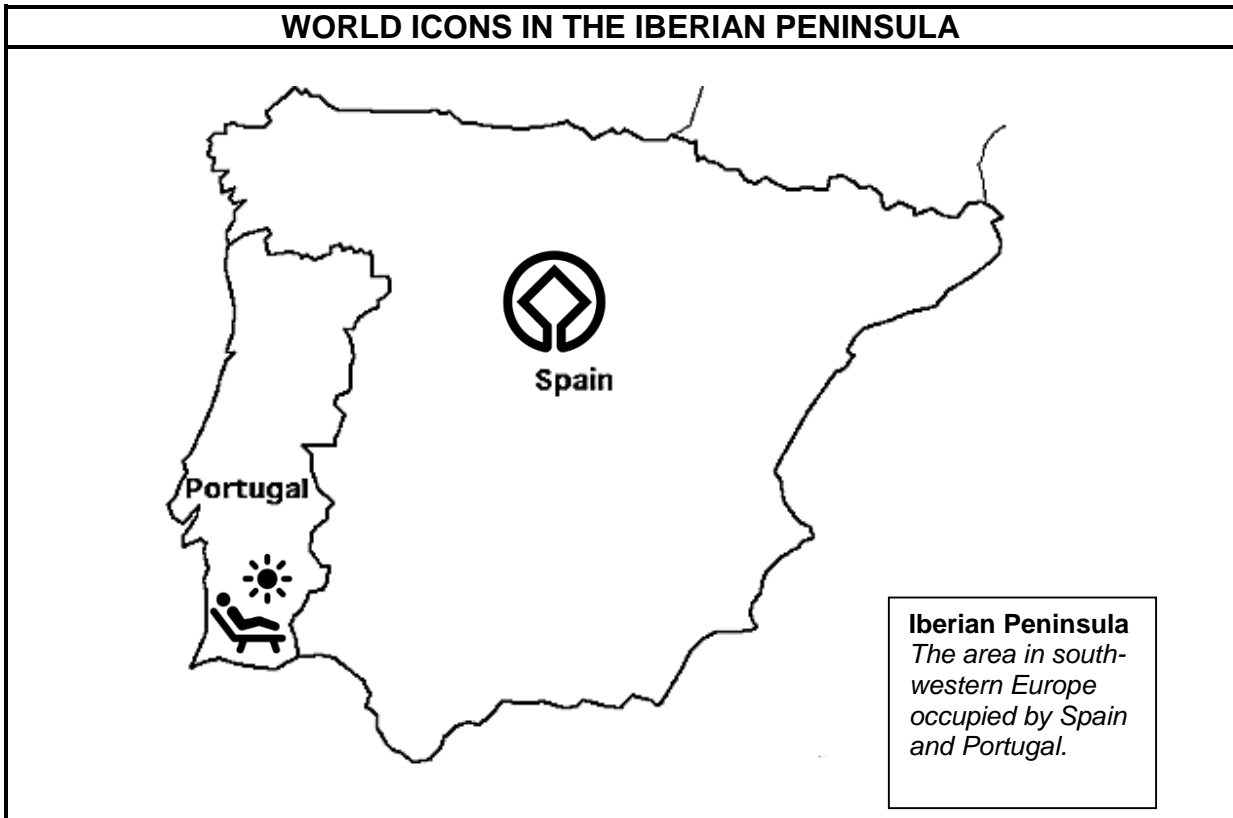 WORLD ICONS IN THE IBERIAN PENINSULA
Spain
Portugal
Iberian Peninsula
The area in south-
western Europe
occupied by Spain
and Portugal.